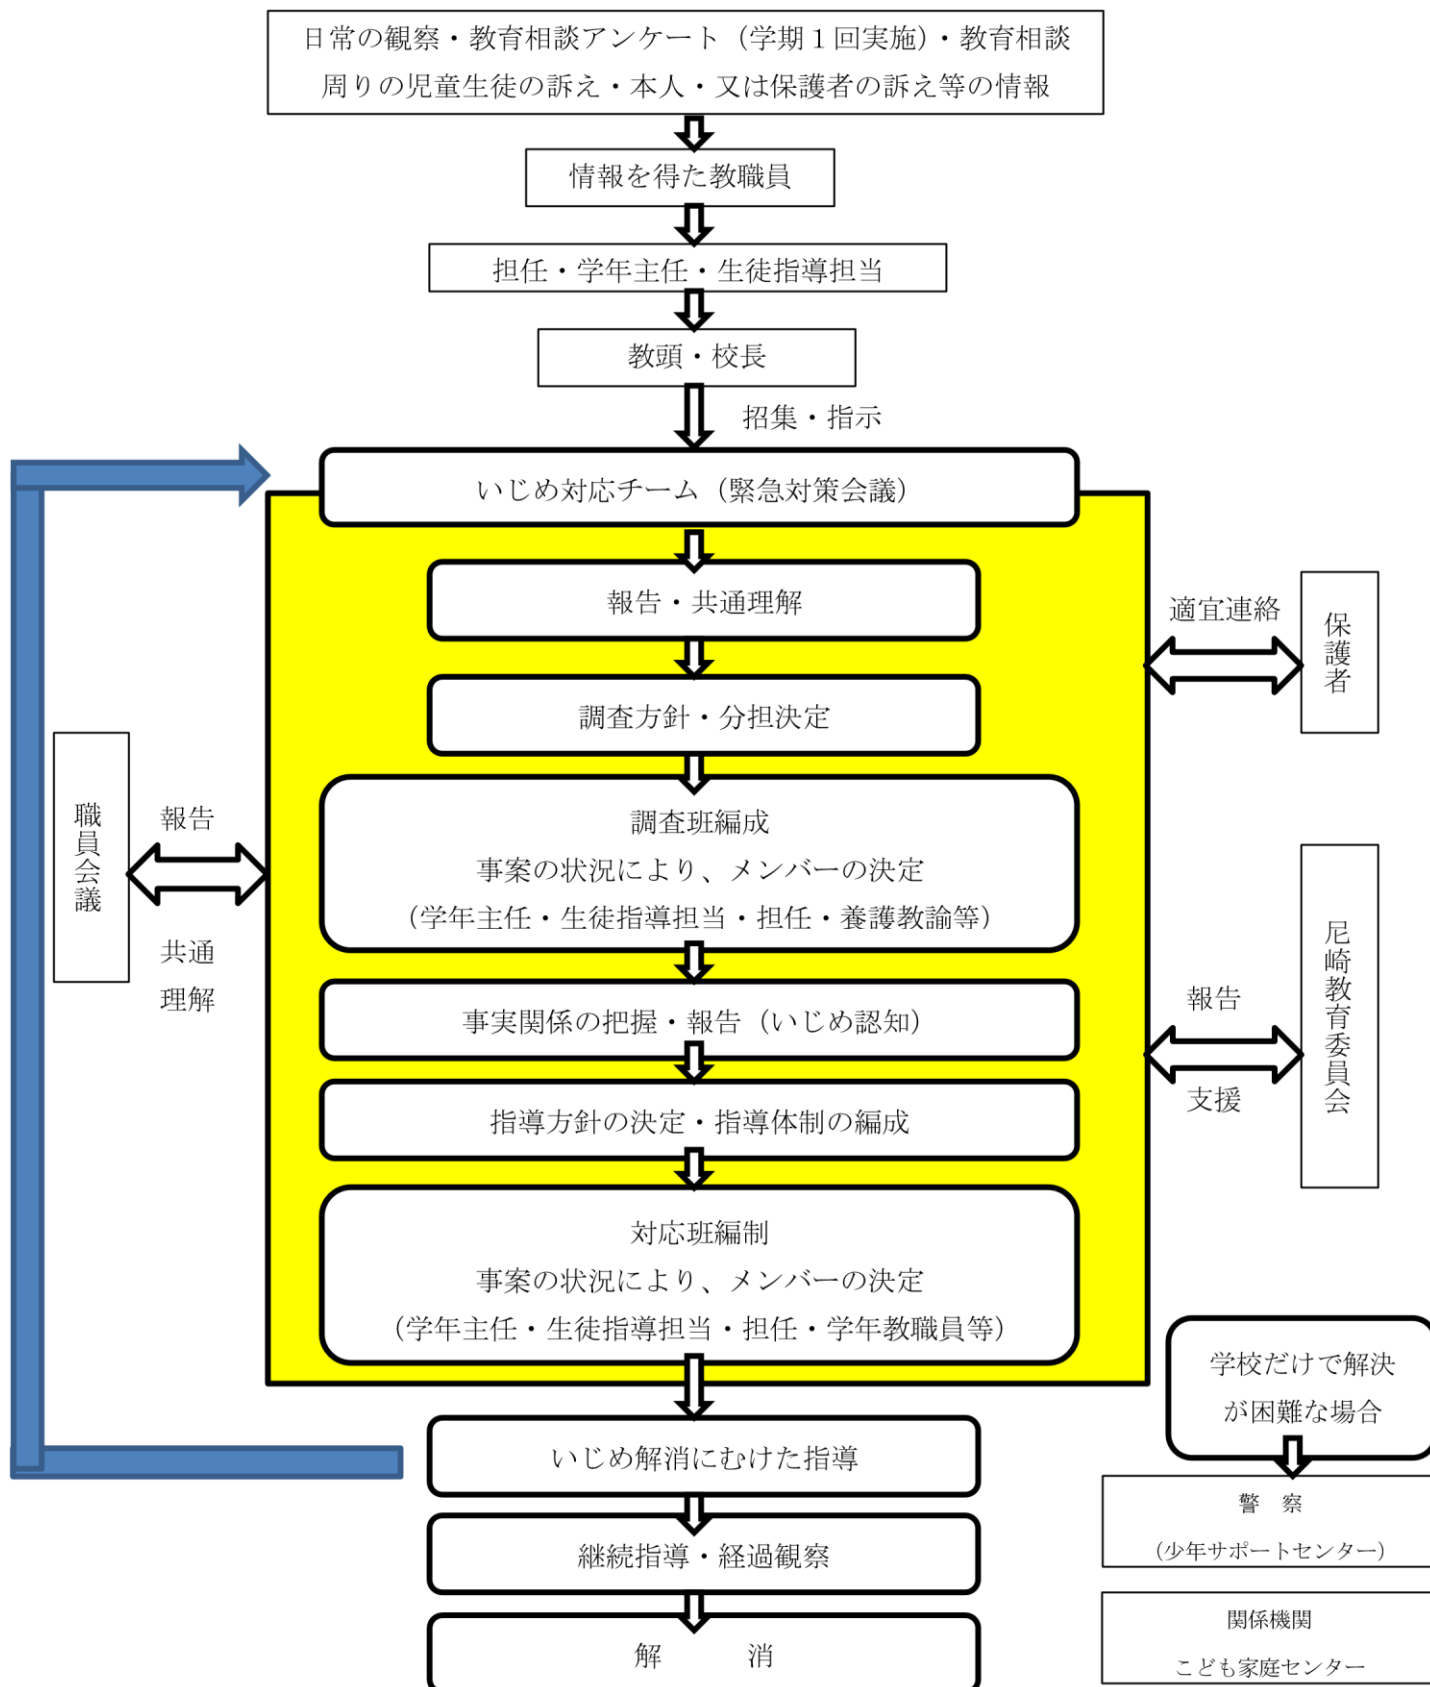 日常の観察・教育相談アンケート（学期１回実施）・教育相談
周りの児童生徒の訴え・本人・又は保護者の訴え等の情報
情報を得た教職員
担任・学年主任・生徒指導担当
教頭・校長
招集・指示
いじめ対応チーム（緊急対策会議）
報告・共通理解
調査方針・分担決定
調査班編成
事案の状況により、メンバーの決定
（学年主任・生徒指導担当・担任・養護教諭等）
事実関係の把握・報告（いじめ認知）
指導方針の決定・指導体制の編成
対応班編制
事案の状況により、メンバーの決定
（学年主任・生徒指導担当・担任・学年教職員等）
いじめ解消にむけた指導
継続指導・経過観察
解　　　消
職員会議
報告
共通
理解
適宜連絡
保護者
報告
支援
尼崎教育委員会
学校だけで解決
が困難な場合
警　察
（少年サポートセンター）
関係機関
こども家庭センター